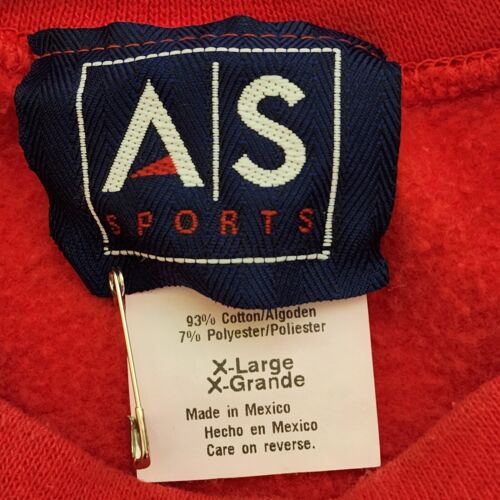 A|S
SPORTS
93% Cotton/Algoden
7% Polyester/Poliester
X-Large
X-Grande
Made in Mexico
Hecho en Mexico
Care on reverse.